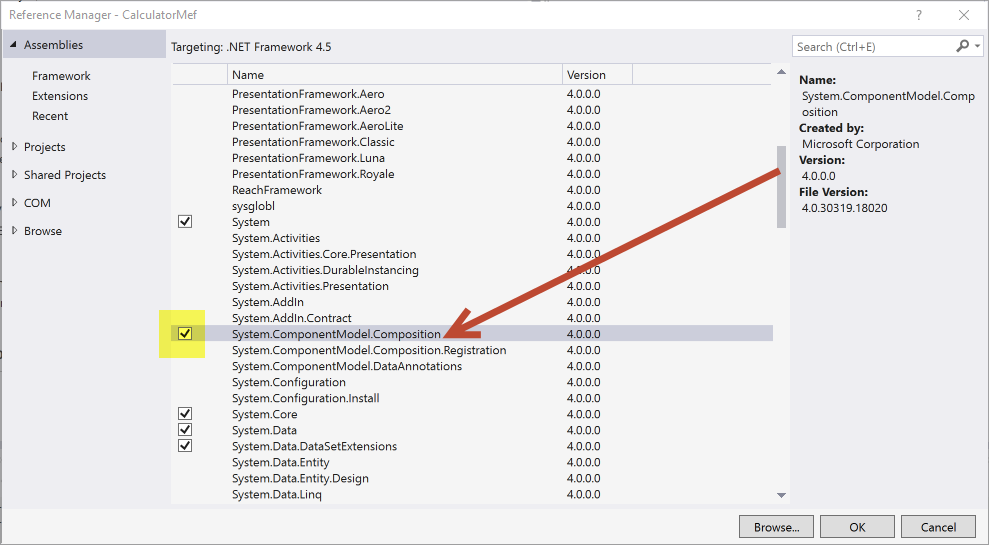 Reference Manager - CalculatorMef
Assemblies
Framework
Extensions
Recent
Projects
Shared Projects
COM
Browse
Targeting: .NET Framework 4.5
Search (Ctrl+E)
Name Version
PresentationFramework.Aero 4.0.0.0
PresentationFramework.Aero2 4.0.0.0
PresentationFramework.AeroLite 4.0.0.0
PresentationFramework.Classic 4.0.0.0
PresentationFramework.Luna 4.0.0.0
PresentationFramework.Royale 4.0.0.0
ReachFramework 4.0.0.0
sysglobl 4.0.0.0
System 4.0.0.0
System.Activities 4.0.0.0
System.Activities.Core.Presentation 4.0.0.0
System.Activities.DurableInstancing 4.0.0.0
System.Activities.Presentation 4.0.0.0
System.AddIn 4.0.0.0
System.AddIn.Contract 4.0.0.0
System.ComponentModel.Composition 4.0.0.0
System.ComponentModel.Composition.Registration 4.0.0.0
System.ComponentModel.DataAnnotations 4.0.0.0
System.Configuration 4.0.0.0
System.Configuration.Install 4.0.0.0
System.Core 4.0.0.0
System.Data 4.0.0.0
System.Data.DataSetExtensions 4.0.0.0
System.Data.Entity 4.0.0.0
System.Data.Entity.Design 4.0.0.0
System.Data.Linq 4.0.0.0
Name:
System.ComponentModel.Comp
osition
Created by:
Microsoft Corporation
Version:
4.0.0.0
File Version:
4.0.30319.18020
Browse... OK Cancel